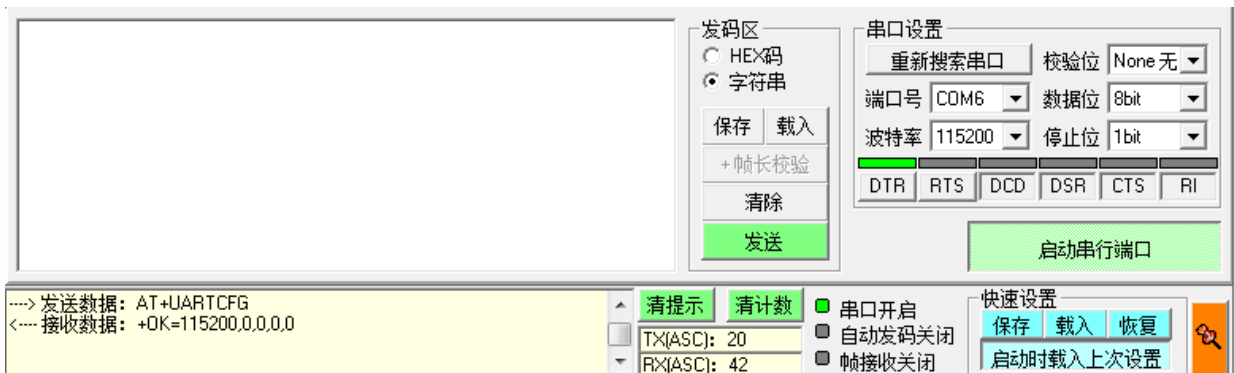 发码区
HEX码
字符串
保存 载入
+帧长校验
清除
发送
串口设置
重新搜索串口 校验位 None 无
端口号 COM6 数据位 8bit
波特率 115200 停止位 1bit
DTR RTS DCD DSR CTS RI
启动串行端口
----> 发送数据: AT+UARTCFG
<---- 接收数据: +OK=115200,0,0,0,0
清提示 清计数
TX(ASC): 20
RX(ASC): 42
串口开启
自动发码关闭
帧接收关闭
快速设置
保存 载入 恢复
启动时载入上次设置